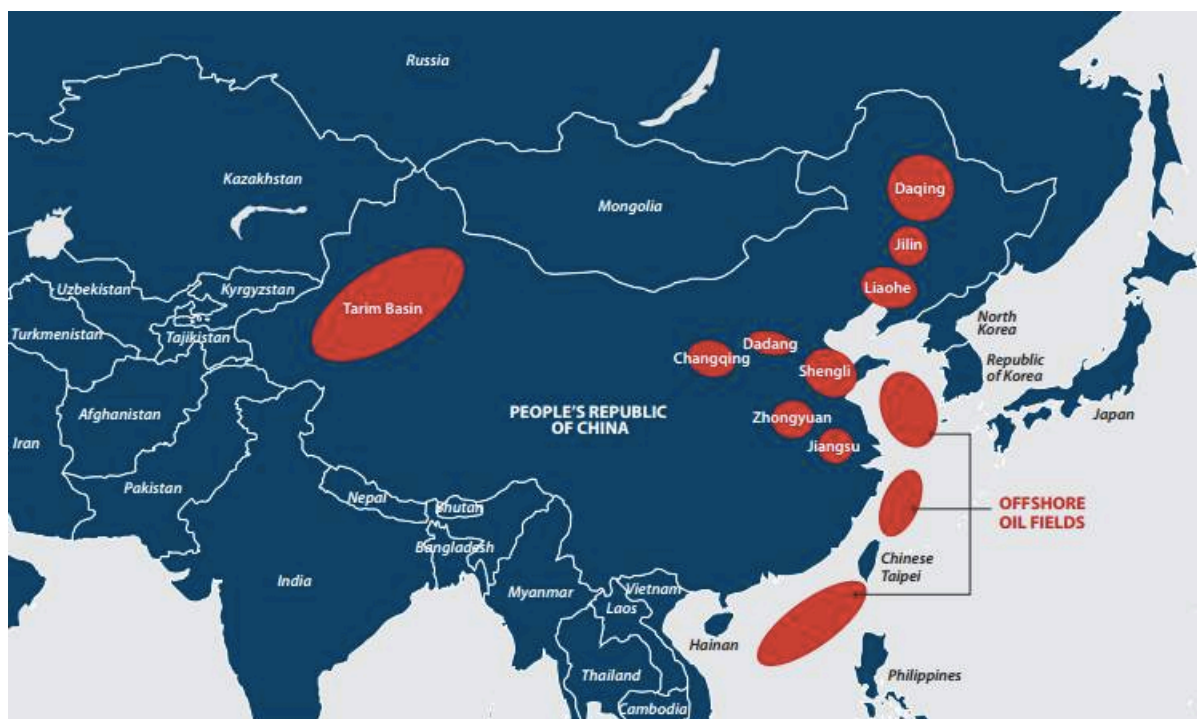 Russia
Kazakhstan
Mongolia
Daqing
Jilin
Liaohe
Uzbekistan
Kyrgyzstan
Tarim Basin
Turkmenistan
Tajikistan
North
Korea
Dadang
Changqing
Shengli
Republic
of Korea
Afghanistan
PEOPLE'S REPUBLIC
OF CHINA
Zhongyuan
Jiangsu
Japan
Iran
Pakistan
Nepal
Bhutan
OFFSHORE
OIL FIELDS
Bangladesh
India
Myanmar
Vietnam
Laos
Chinese
Taipei
Hainan
Thailand
Philippines
Cambodia